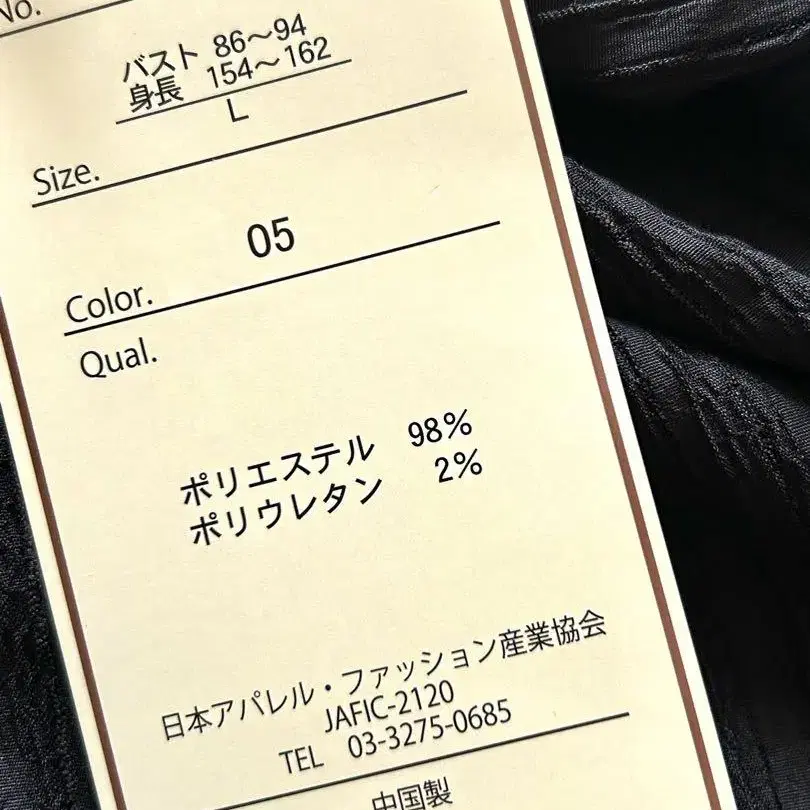 No.
バスト 86〜94
身長 154〜162
L
Size.
05
Color.
Qual.
ポリエステル 98%
ポリウレタン 2%
日本アパレル・ファッション産業協会
JAFIC-2120
TEL 03-3275-0685
中国製